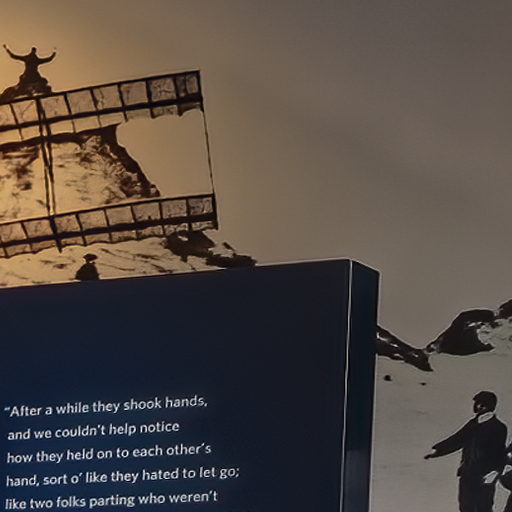 “After a while they shook hands,
and we couldn’t help notice
how they held on to each other’s
hand, sort o’ like they hated to let go;
like two folks parting who weren’t